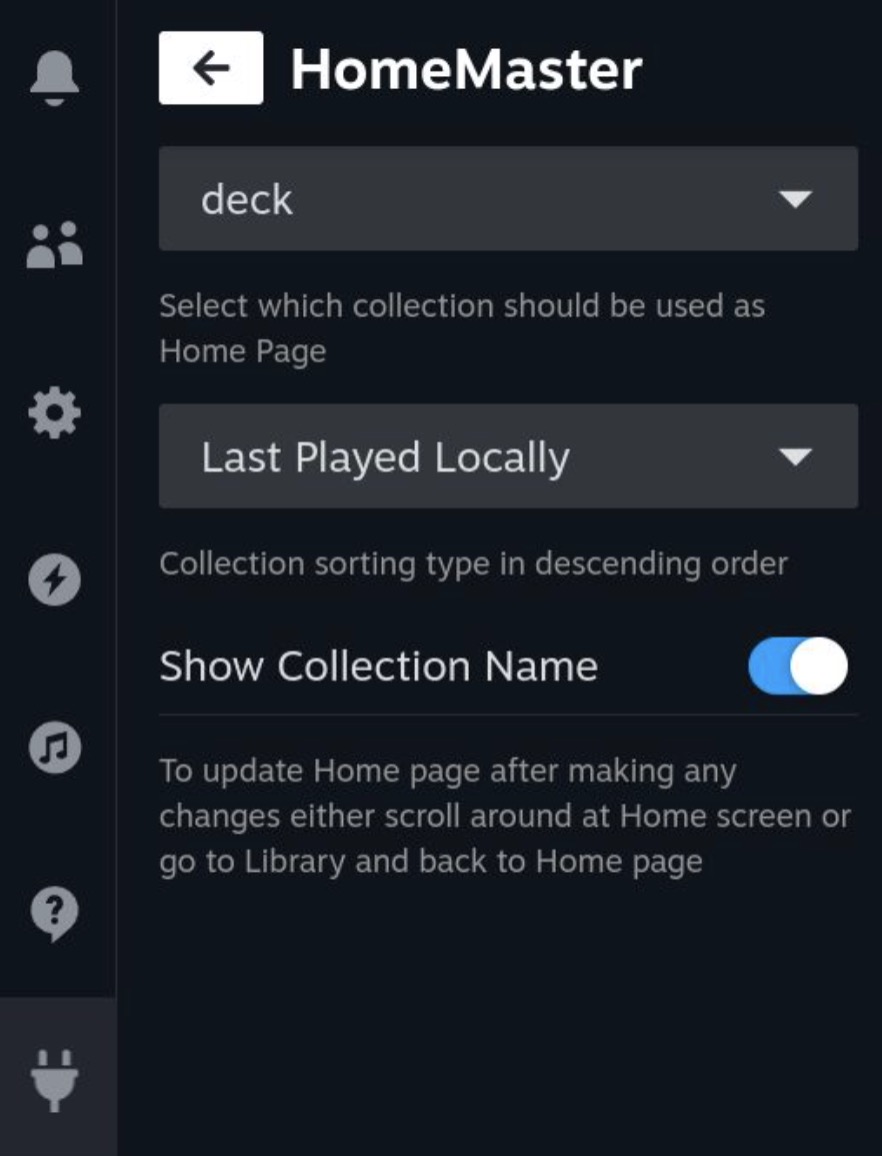 HomeMaster
deck
Select which collection should be used as
Home Page
Last Played Locally
Collection sorting type in descending order
Show Collection Name
To update Home page after making any
changes either scroll around at Home screen or
go to Library and back to Home page